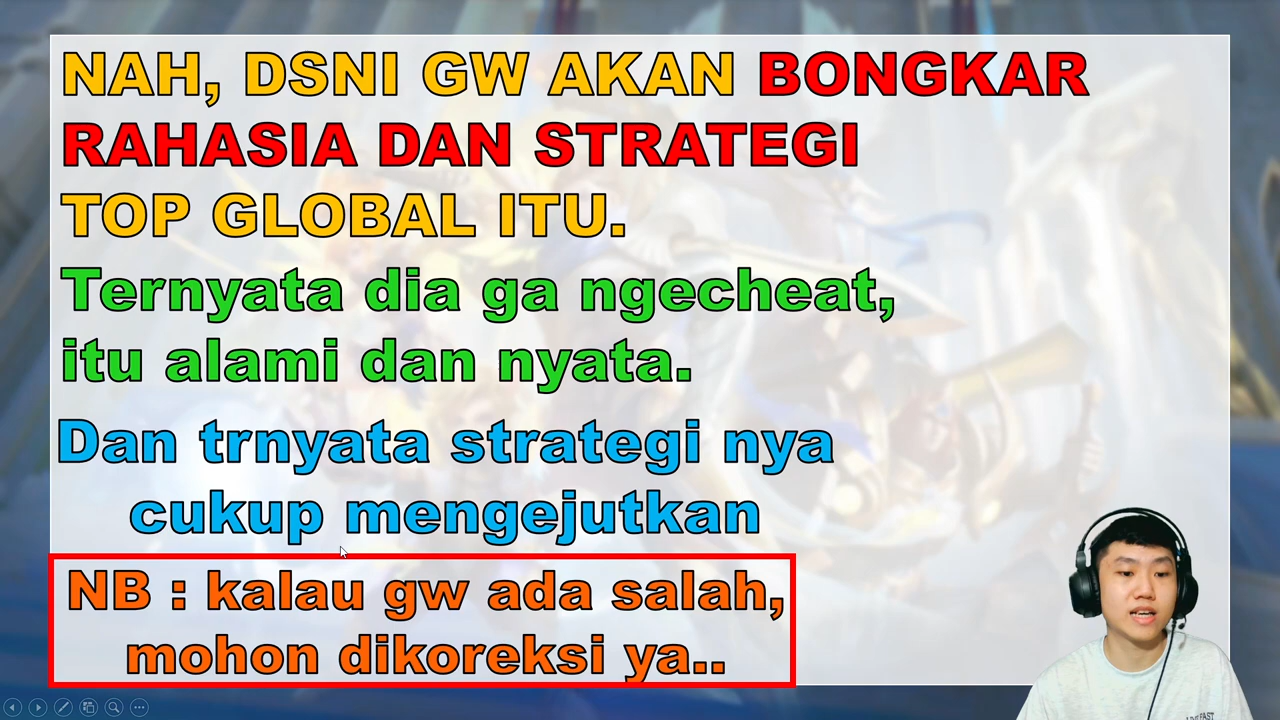 NAH, DSNI GW AKAN BONGKAR
RAHASIA DAN STRATEGI
TOP GLOBAL ITU.
Ternyata dia ga ngecheat,
itu alami dan nyata.
Dan trnyata strategi nya
cukup mengejutkan
NB : kalau gw ada salah,
mohon dikoreksi ya..